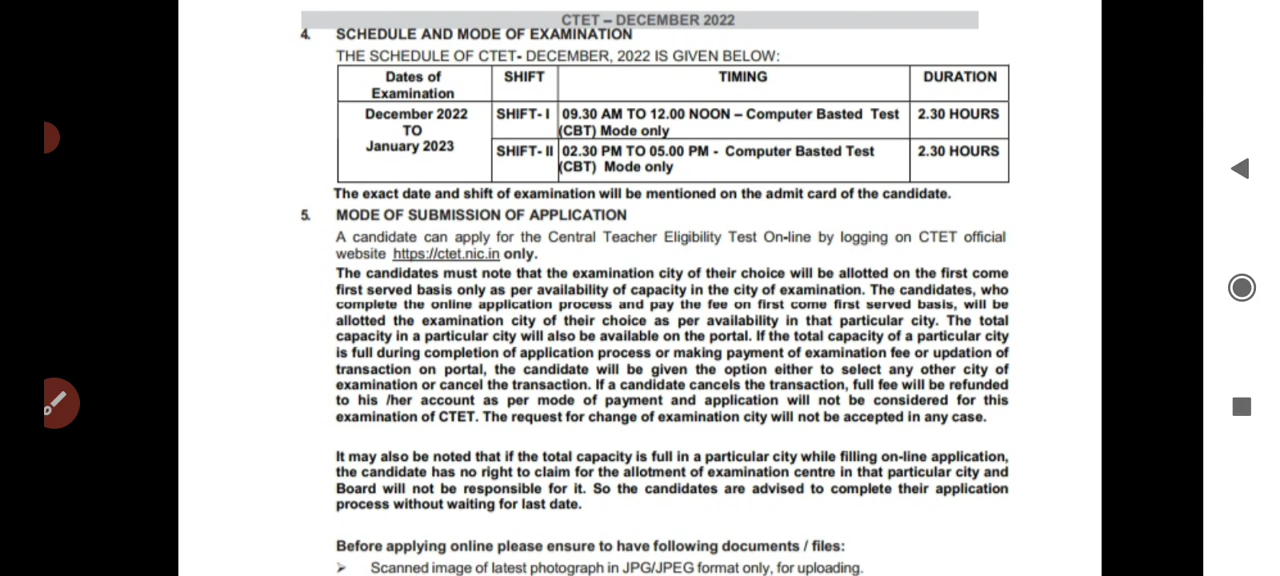 CTET – DECEMBER 2022
4. SCHEDULE AND MODE OF EXAMINATION
THE SCHEDULE OF CTET- DECEMBER, 2022 IS GIVEN BELOW:
Dates of Examination SHIFT TIMING DURATION
December 2022 TO January 2023
SHIFT- I 09.30 AM TO 12.00 NOON – Computer Basted Test 2.30 HOURS
(CBT) Mode only
SHIFT- II 02.30 PM TO 05.00 PM - Computer Basted Test 2.30 HOURS
(CBT) Mode only
The exact date and shift of examination will be mentioned on the admit card of the candidate.
5. MODE OF SUBMISSION OF APPLICATION
A candidate can apply for the Central Teacher Eligibility Test On-line by logging on CTET official
website https://ctet.nic.in only.
The candidates must note that the examination city of their choice will be allotted on the first come
first served basis only as per availability of capacity in the city of examination. The candidates, who
complete the online application process and pay the fee on first come first served basis, will be
allotted the examination city of their choice as per availability in that particular city. The total
capacity in a particular city will also be available on the portal. If the total capacity of a particular city
is full during completion of application process or making payment of examination fee or updation of
transaction on portal, the candidate will be given the option either to select any other city of
examination or cancel the transaction. If a candidate cancels the transaction, full fee will be refunded
to his /her account as per mode of payment and application will not be considered for this
examination of CTET. The request for change of examination city will not be accepted in any case.
It may also be noted that if the total capacity is full in a particular city while filling on-line application,
the candidate has no right to claim for the allotment of examination centre in that particular city and
Board will not be responsible for it. So the candidates are advised to complete their application
process without waiting for last date.
Before applying online please ensure to have following documents / files:
➢ Scanned image of latest photograph in JPG/JPEG format only, for uploading.